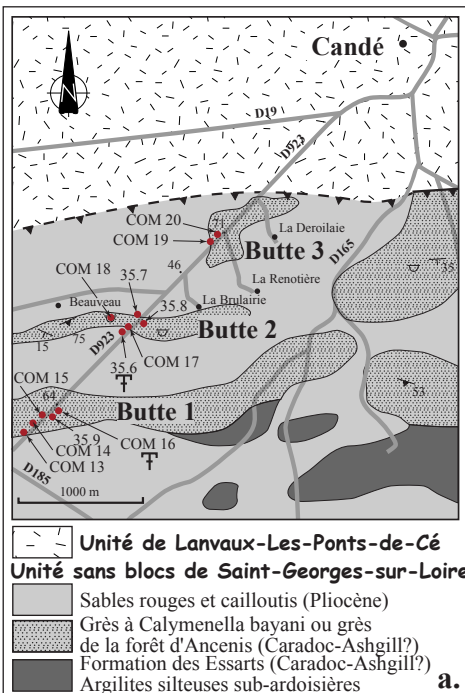 Candé
D19
D923
COM 20
71
COM 19
La Deroilaie
Butte 3
D165
COM 18
35.7
46
La Renotière
35
Beauveau
35.8
La Brulairie
Butte 2
15
75
D923
COM 17
35.6
COM 15
64
Butte 1
53
35.9
COM 16
COM 14
COM 13
D185
1000 m
Unité de Lanvaux-Les-Ponts-de-Cé
Unité sans blocs de Saint-Georges-sur-Loire
Sables rouges et cailloutis (Pliocène)
Grès à Calymenella bayani ou grès
de la forêt d'Ancenis (Caradoc-Ashgill?)
Formation des Essarts (Caradoc-Ashgill?)
Argilites silteuses sub-ardoisières
a.